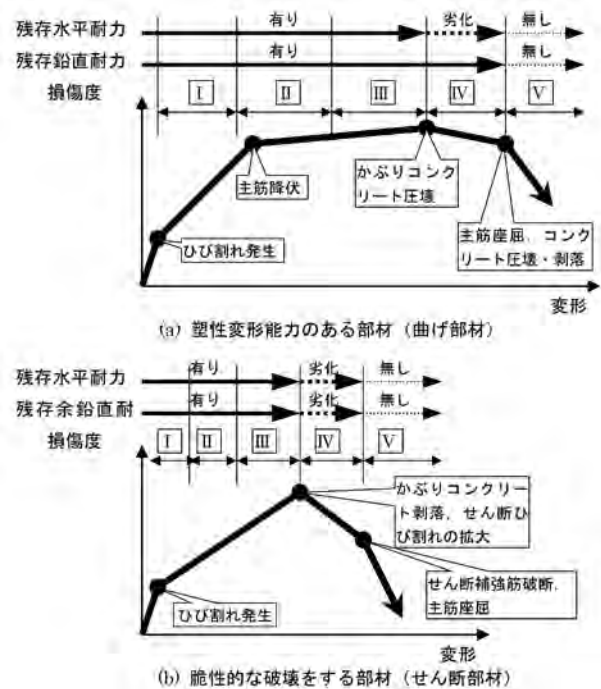 残存水平耐力 有り 劣化 無し
残存鉛直耐力 有り 無し
損傷度 Ⅰ Ⅱ Ⅲ Ⅳ Ⅴ
主筋降伏
かぶりコンク
リート圧壊
ひび割れ発生
主筋座屈, コンク
リート圧壊・剥落
変形
(a) 塑性変形能力のある部材 (曲げ部材)
残存水平耐力 有り 劣化 無し
残存余鉛直耐 有り 劣化 無し
損傷度 Ⅰ Ⅱ Ⅲ Ⅳ Ⅴ
かぶりコンクリー
ト剥落, せん断ひ
び割れの拡大
せん断補強筋破断,
主筋座屈
ひび割れ発生
変形
(b) 脆性的な破壊をする部材 (せん断部材)